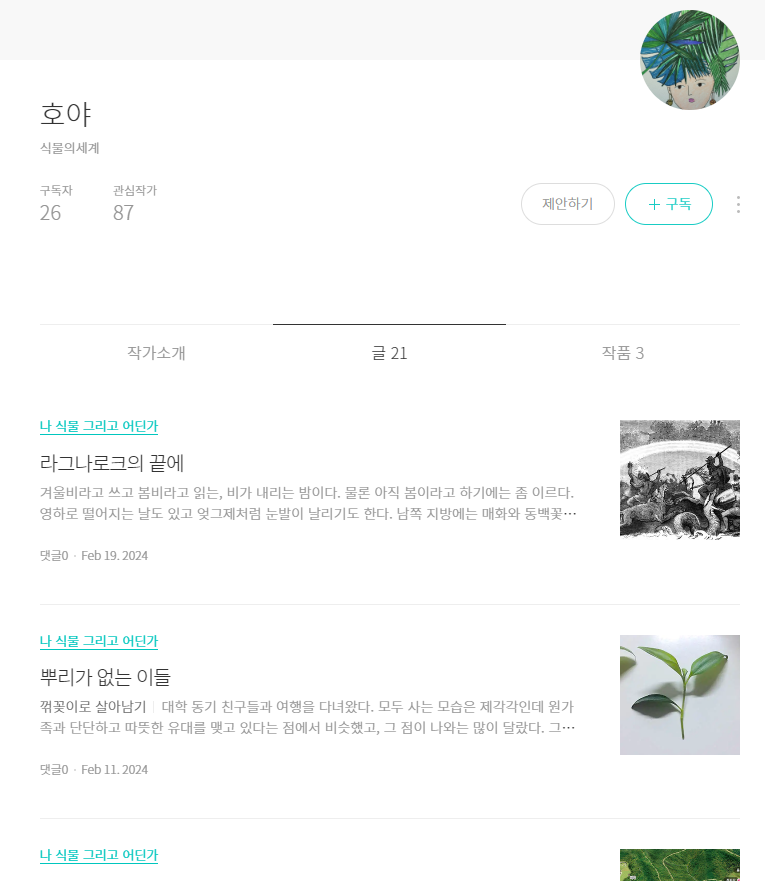 호야
식물의세계
구독자 관심작가
26 87
제안하기 + 구독
작가소개 글 21 작품 3
나 식물 그리고 어딘가
라그나로크의 끝에
겨울비라고 쓰고 봄비라고 읽는, 비가 내리는 밤이다. 물론 아직 봄이라고 하기에는 좀 이르다.
영하로 떨어지는 날도 있고 엊그제처럼 눈발이 날리기도 한다. 남쪽 지방에는 매화와 동백꽃…
댓글0 · Feb 19. 2024
나 식물 그리고 어딘가
뿌리가 없는 이들
꺾꽂이로 살아남기 | 대학 동기 친구들과 여행을 다녀왔다. 모두 사는 모습은 제각각인데 원가
족과 단단하고 따뜻한 유대를 맺고 있다는 점에서 비슷했고, 그 점이 나와는 많이 달랐다. 그…
댓글0 · Feb 11. 2024
나 식물 그리고 어딘가